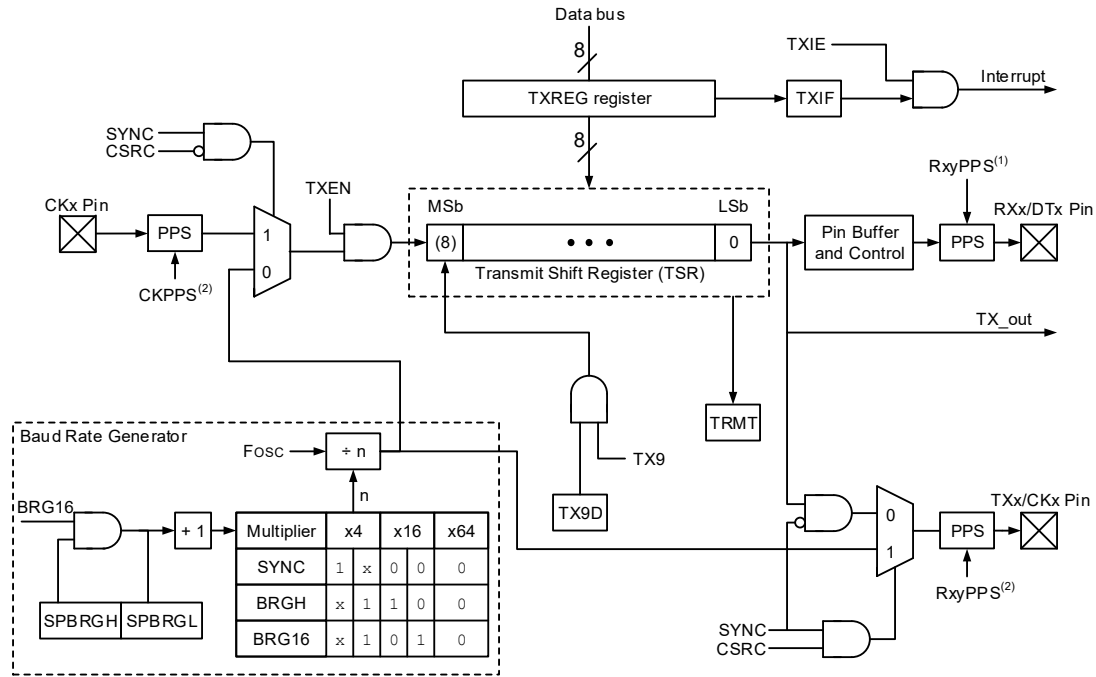 Data bus
8
TXIE
TXREG register
TXIF
Interrupt
8
SYNC
CSRC
RxyPPS(1)
TXEN
CKx Pin
MSb
LSb
RXx/DTx Pin
PPS
1
0
(8)
• • •
0
Pin Buffer
and Control
PPS
Transmit Shift Register (TSR)
CKPPS(2)
TX_out
TRMT
Baud Rate Generator
FOSC
÷ n
TX9
n
TX9D
BRG16
+ 1
Multiplier x4 x16 x64
SYNC 1 x 0 0 0
BRGH x 1 1 0 0
BRG16 x 1 0 1 0
SPBRGH SPBRGL
TXx/CKx Pin
0
1
PPS
RxyPPS(2)
SYNC
CSRC